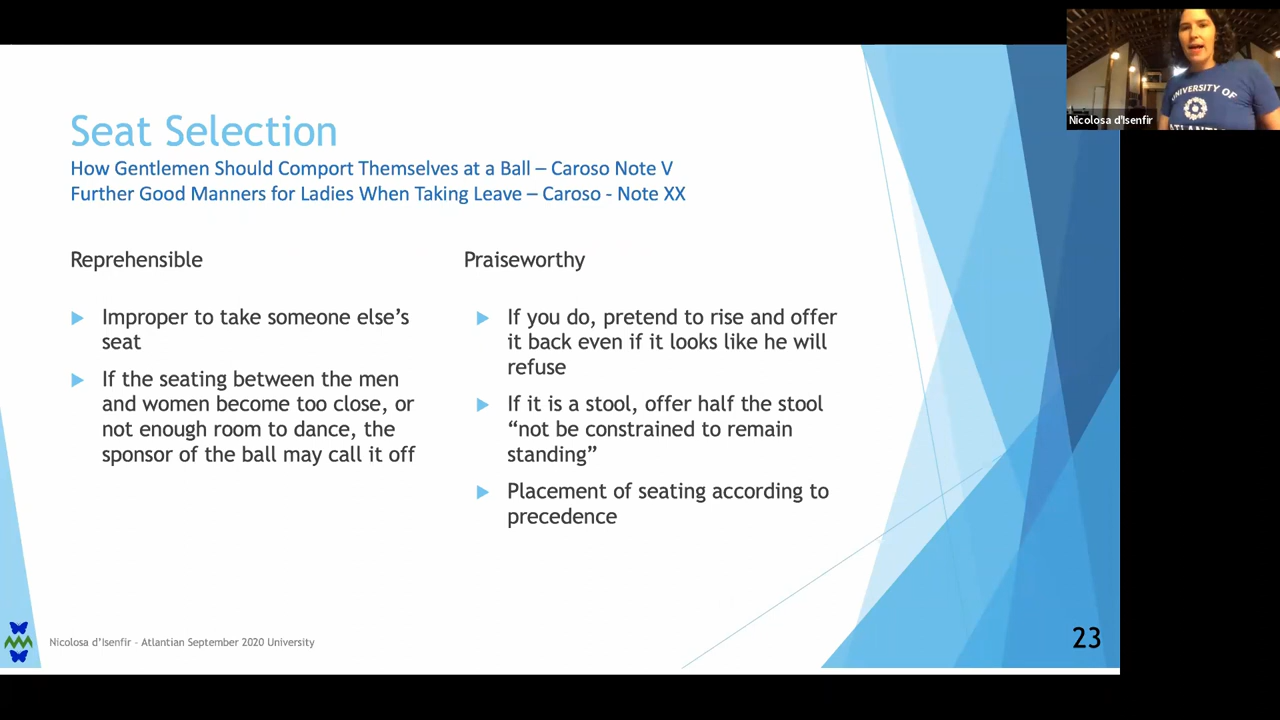 Seat Selection
How Gentlemen Should Comport Themselves at a Ball – Caroso Note V
Further Good Manners for Ladies When Taking Leave – Caroso - Note XX
Reprehensible
Improper to take someone else’s
seat
If the seating between the men
and women become too close, or
not enough room to dance, the
sponsor of the ball may call it off
Praiseworthy
If you do, pretend to rise and offer
it back even if it looks like he will
refuse
If it is a stool, offer half the stool
“not be constrained to remain
standing”
Placement of seating according to
precedence
Nicolosa d’Isenfir - Atlantian September 2020 University
23
UNIVERSITY OF
Nicolosa d'Isenfir